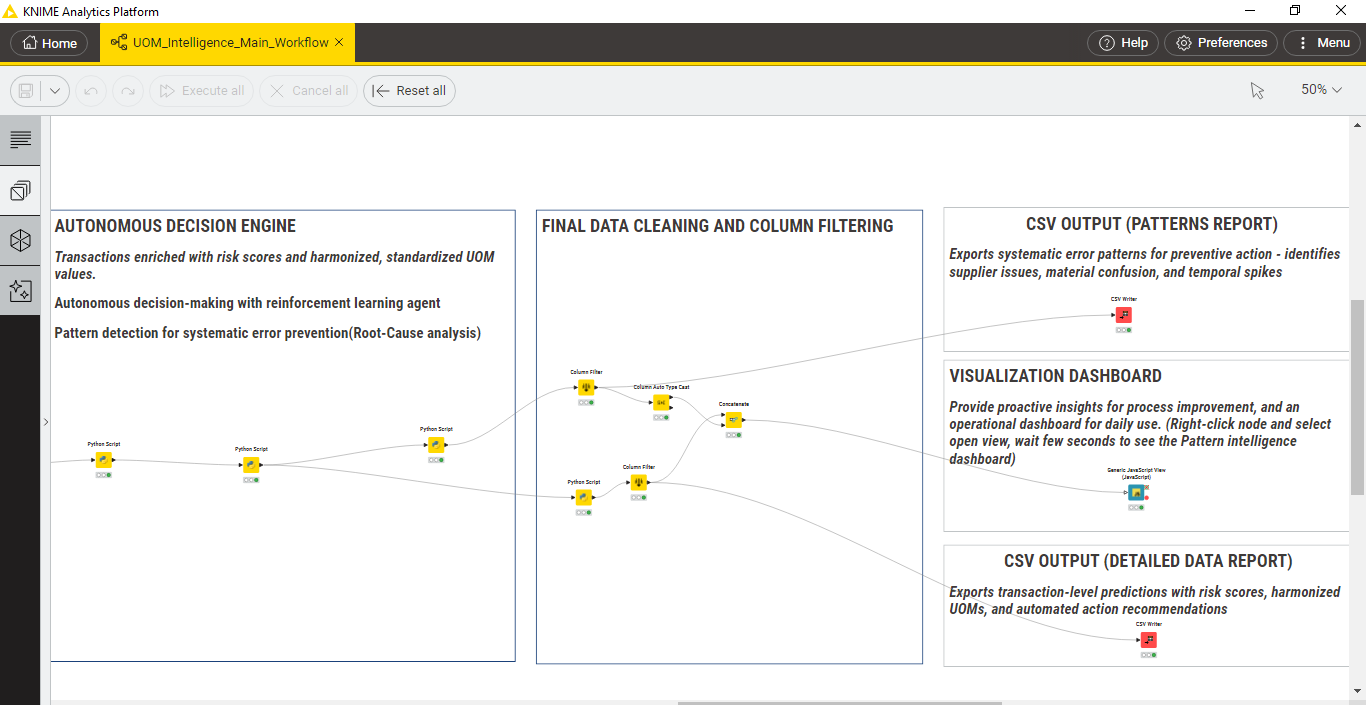 KNIME Analytics Platform
Home
UOM_Intelligence_Main_Workflow
Help
Preferences
Menu
Execute all
Cancel all
Reset all
50%
AUTONOMOUS DECISION ENGINE
Transactions enriched with risk scores and harmonized, standardized UOM
values.
Autonomous decision-making with reinforcement learning agent
Pattern detection for systematic error prevention(Root-Cause analysis)
Python Script
Python Script
Python Script
FINAL DATA CLEANING AND COLUMN FILTERING
Column Filter
Column Auto Type Cast
Concatenate
Column Filter
Python Script
CSV OUTPUT (PATTERNS REPORT)
Exports systematic error patterns for preventive action - identifies
supplier issues, material confusion, and temporal spikes
CSV Writer
VISUALIZATION DASHBOARD
Provide proactive insights for process improvement, and an
operational dashboard for daily use. (Right-click node and select
open view, wait few seconds to see the Pattern intelligence
dashboard)
Generic JavaScript View
(JavaScript)
CSV OUTPUT (DETAILED DATA REPORT)
Exports transaction-level predictions with risk scores, harmonized
UOMs, and automated action recommendations
CSV Writer